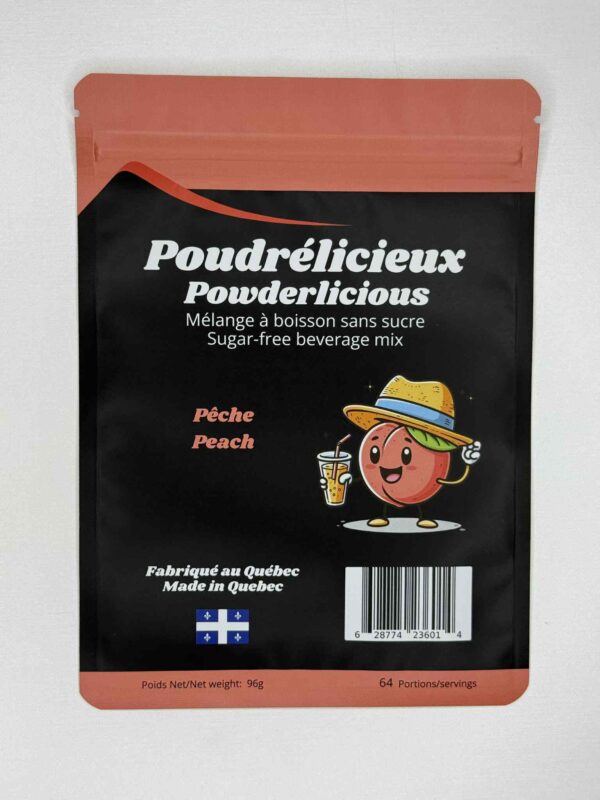 Poudrélicieux
Powderlicious
Mélange à boisson sans sucre
Sugar-free beverage mix
Pêche
Peach
Fabriqué au Québec
Made in Quebec
6 28774 23601 4
Poids Net/Net weight: 96g
64 Portions/servings